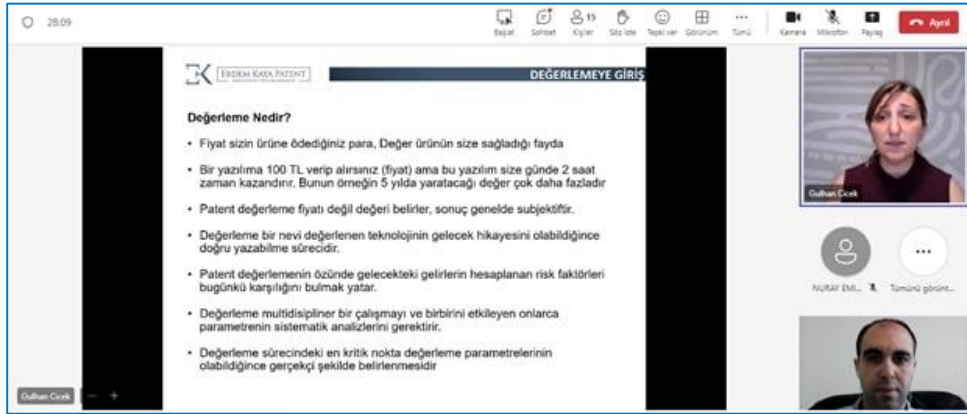 28:09
15
Başlat Sohbet Kişiler Söz iste Tepki ver Görünüm Tümü Kamera Mikrofon Paylaş Ayrıl
ERDEM KAYA PATENT
DEĞERLEMEYE GİRİŞ
Değerleme Nedir?
• Fiyat sizin ürüne ödediğiniz para, Değer ürünün size sağladığı fayda
• Bir yazılıma 100 TL verip alırsınız (fiyat) ama bu yazılım size günde 2 saat
zaman kazandırır. Bunun örneğin 5 yılda yaratacağı değer çok daha fazladır
• Patent değerleme fiyatı değil değeri belirler, sonuç genelde subjektiftir.
• Değerleme bir nevi değerlenen teknolojinin gelecek hikayesini olabildiğince
doğru yazabilme sürecidir.
• Patent değerlemenin özünde gelecekteki gelirlerin hesaplanan risk faktörleri
bugünkü karşılığını bulmak yatar.
• Değerleme multidisipliner bir çalışmayı ve birbirini etkileyen onlarca
parametrenin sistematik analizlerini gerektirir.
• Değerleme sürecindeki en kritik nokta değerleme parametrelerinin
olabildiğince gerçekçi şekilde belirlenmesidir
Gulhan Cicek
Gulhan Cicek
NURAY EMİ...
Tümünü görünt...